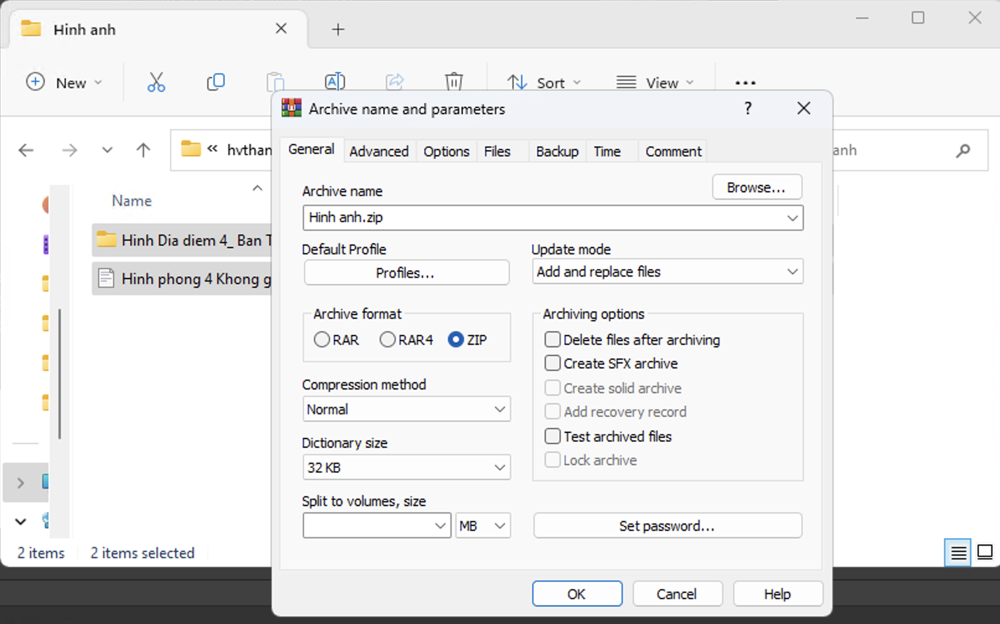 Hinh anh
New
Sort
View
Archive name and parameters
?
« hvthan
anh
General
Advanced
Options
Files
Backup
Time
Comment
Name
Archive name
Browse...
Hinh anh.zip
Hinh Dia diem 4_ Ban T
Default Profile
Update mode
Profiles...
Add and replace files
Hinh phong 4 Khong g
Archive format
Archiving options
RAR
RAR4
ZIP
Delete files after archiving
Create SFX archive
Compression method
Create solid archive
Normal
Add recovery record
Dictionary size
Test archived files
32 KB
Lock archive
Split to volumes, size
MB
Set password...
2 items
2 items selected
OK
Cancel
Help